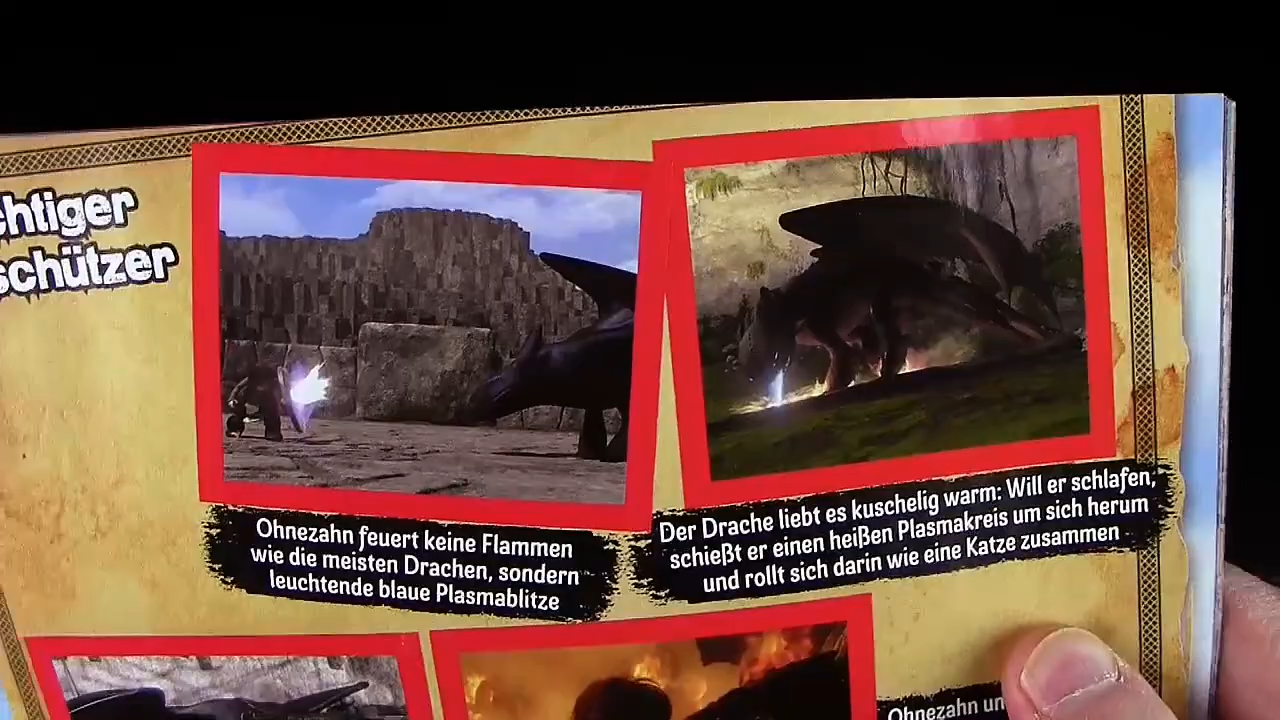 chtiger
schützer
Ohnezahn feuert keine Flammen
wie die meisten Drachen, sondern
leuchtende blaue Plasmablitze
Der Drache liebt es kuschelig warm: Will er schlafen,
schießt er einen heißen Plasmakreis um sich herum
und rollt sich darin wie eine Katze zusammen
Ohnezahn un